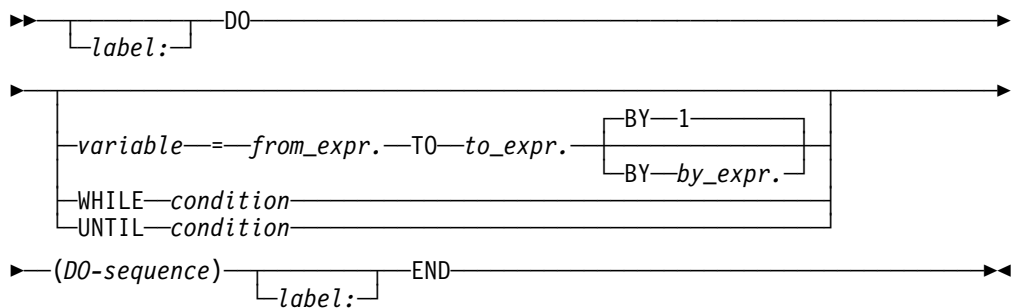 DO
label:
BY 1
variable = from_expr. TO to_expr.
BY by_expr.
WHILE condition
UNTIL condition
(DO-sequence) END
label: